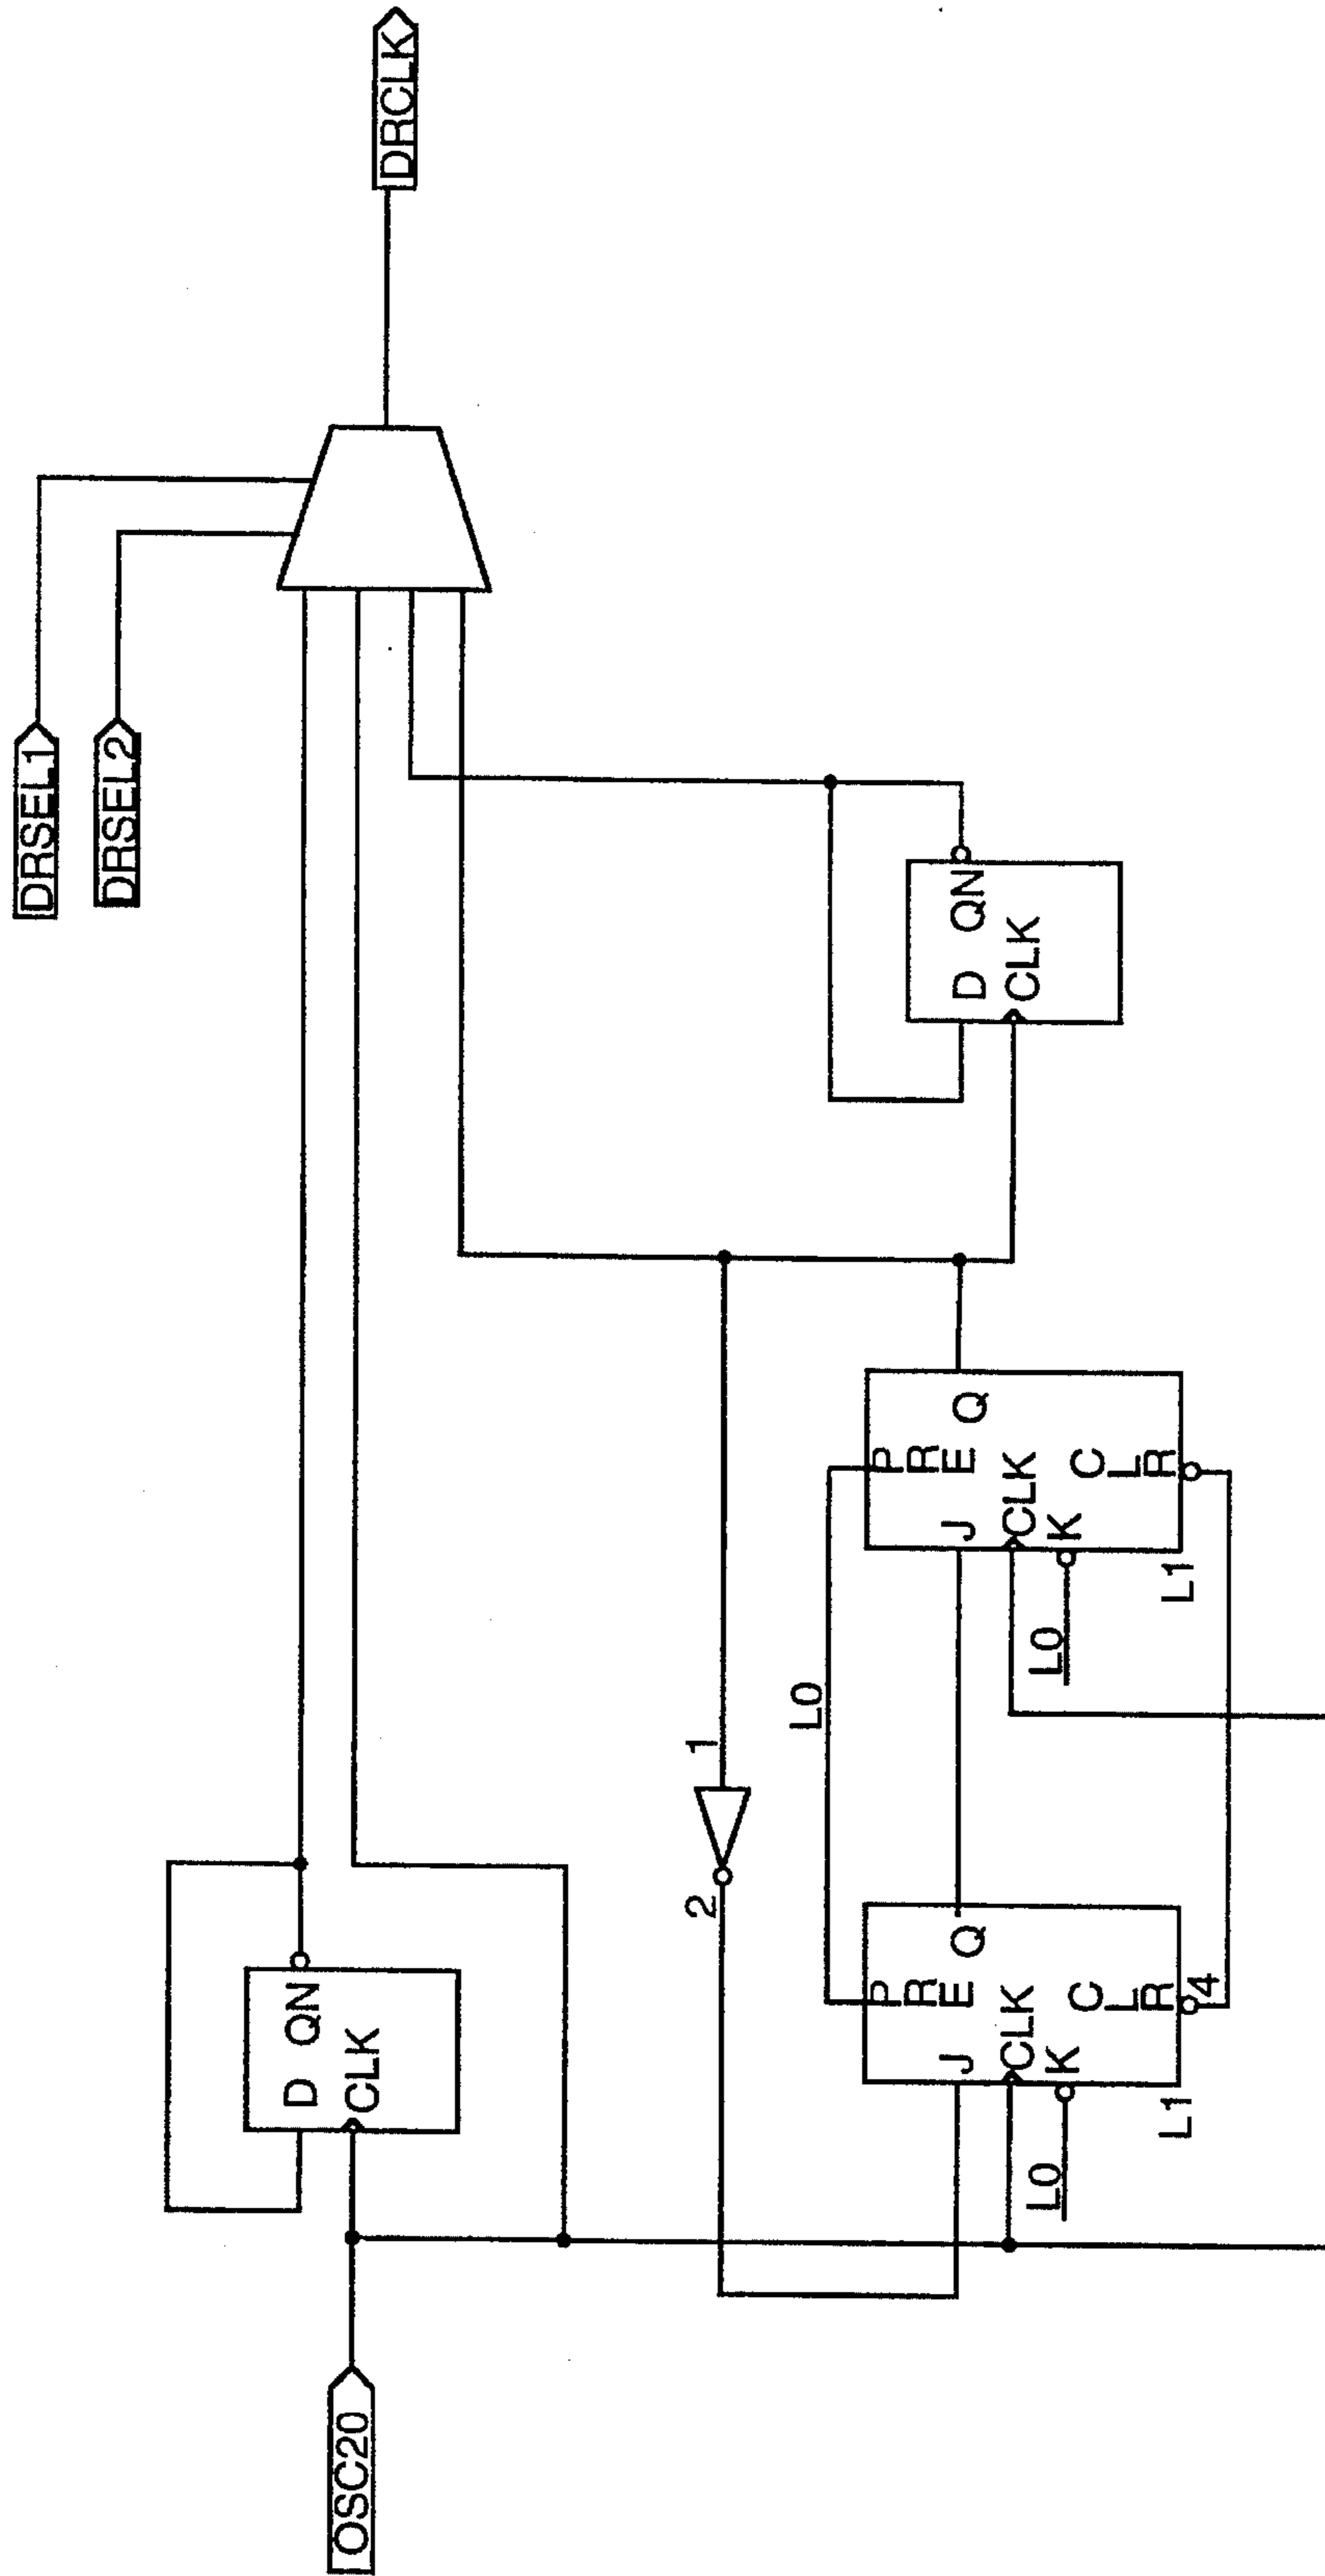 DRSEL1
DRSEL2
DRCLK
OSC20
D QN
CLK
2
1
L0
PRE
J
Q
CLK
K
CLR
L0
L1
4
PRE
J
Q
CLK
K
CLR
L0
L1
D QN
CLK